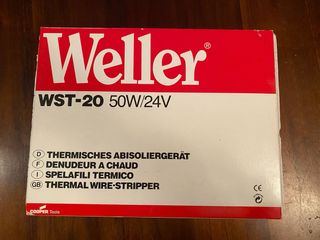 Weller®
WST-20 50W/24V
D THERMISCHES ABISOLIERGERÄT
F DENUDEUR A CHAUD
I SPELAFILI TERMICO
GB THERMAL WIRE-STRIPPER
CE
COOPER Tools